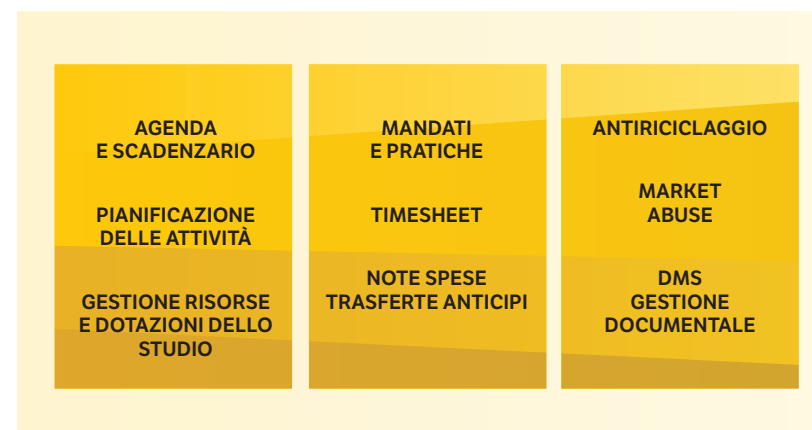 AGENDA
E SCADENZARIO
PIANIFICAZIONE
DELLE ATTIVITÀ
GESTIONE RISORSE
E DOTAZIONI DELLO
STUDIO
MANDATI
E PRATICHE
TIMESHEET
NOTE SPESE
TRASFERTE ANTICIPI
ANTIRICICLAGGIO
MARKET
ABUSE
DMS
GESTIONE
DOCUMENTALE